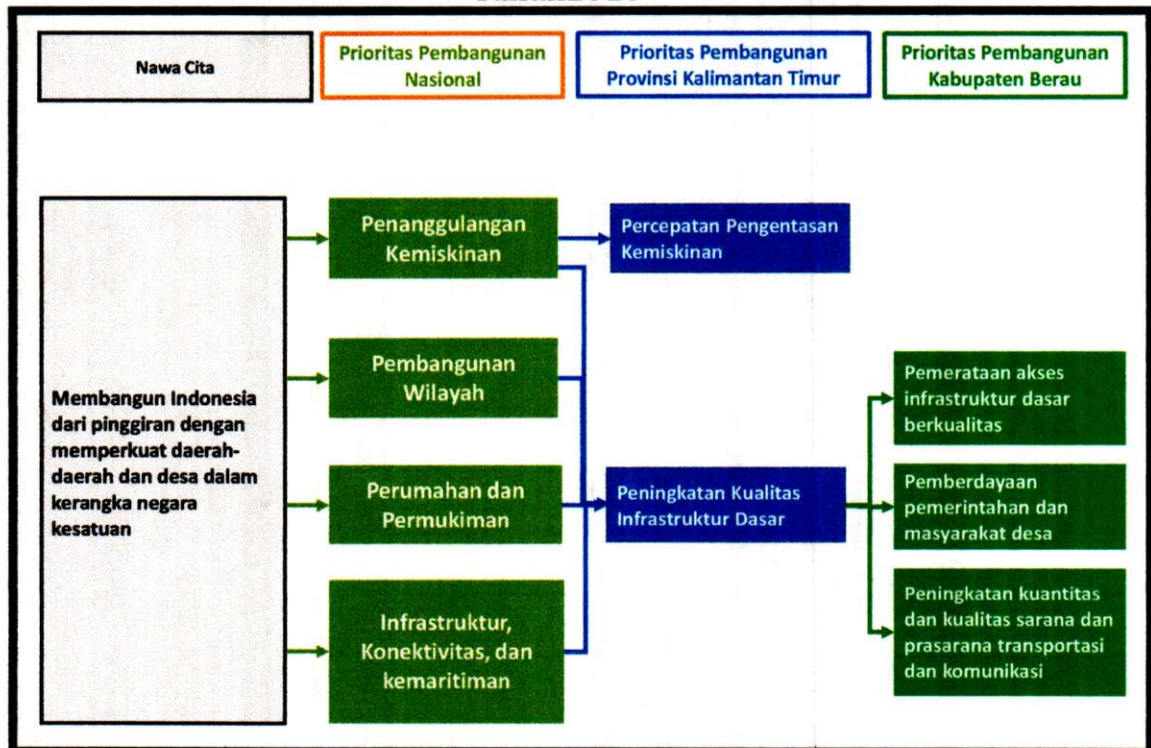 Nawa Cita
Prioritas Pembangunan
Nasional
Prioritas Pembangunan
Provinsi Kalimantan Timur
Prioritas Pembangunan
Kabupaten Berau
Membangun Indonesia
dari pinggiran dengan
memperkuat daerah-
daerah dan desa dalam
kerangka negara
kesatuan
Penanggulangan
Kemiskinan
Pembangunan
Wilayah
Perumahan dan
Permukiman
Infrastruktur,
Konektivitas, dan
kemaritiman
Percepatan Pengentasan
Kemiskinan
Peningkatan Kualitas
Infrastruktur Dasar
Pemerataan akses
infrastruktur dasar
berkualitas
Pemberdayaan
pemerintahan dan
masyarakat desa
Peningkatan kuantitas
dan kualitas sarana dan
prasarana transportasi
dan komunikasi